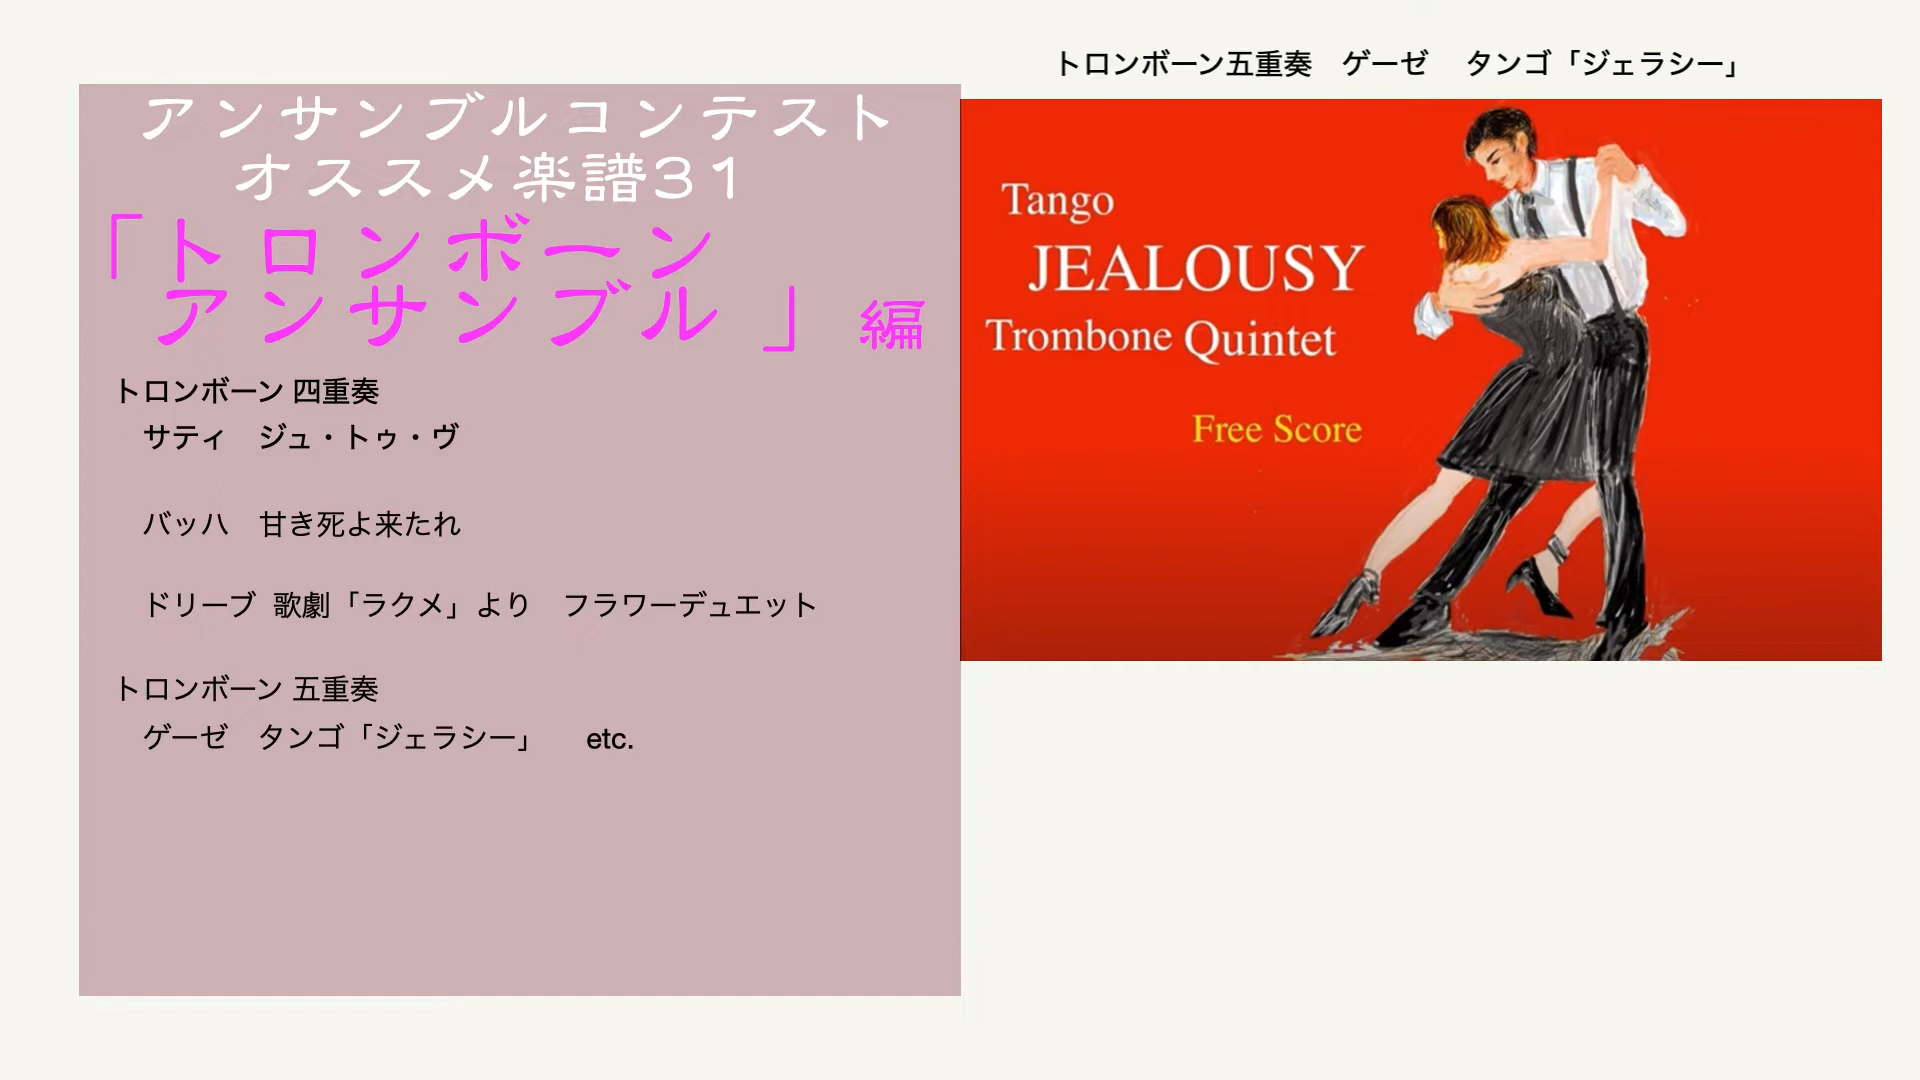 アンサンブルコンテスト
オススメ楽譜31
「トロンボーン
アンサンブル 」 編
トロンボーン 四重奏
サティ　ジュ・トゥ・ヴ
バッハ　甘き死よ来たれ
ドリーブ 歌劇「ラクメ」より　フラワーデュエット
トロンボーン 五重奏
ゲーゼ　タンゴ「ジェラシー」　etc.
トロンボーン五重奏　ゲーゼ　タンゴ「ジェラシー」
Tango
JEALOUSY
Trombone Quintet
Free Score